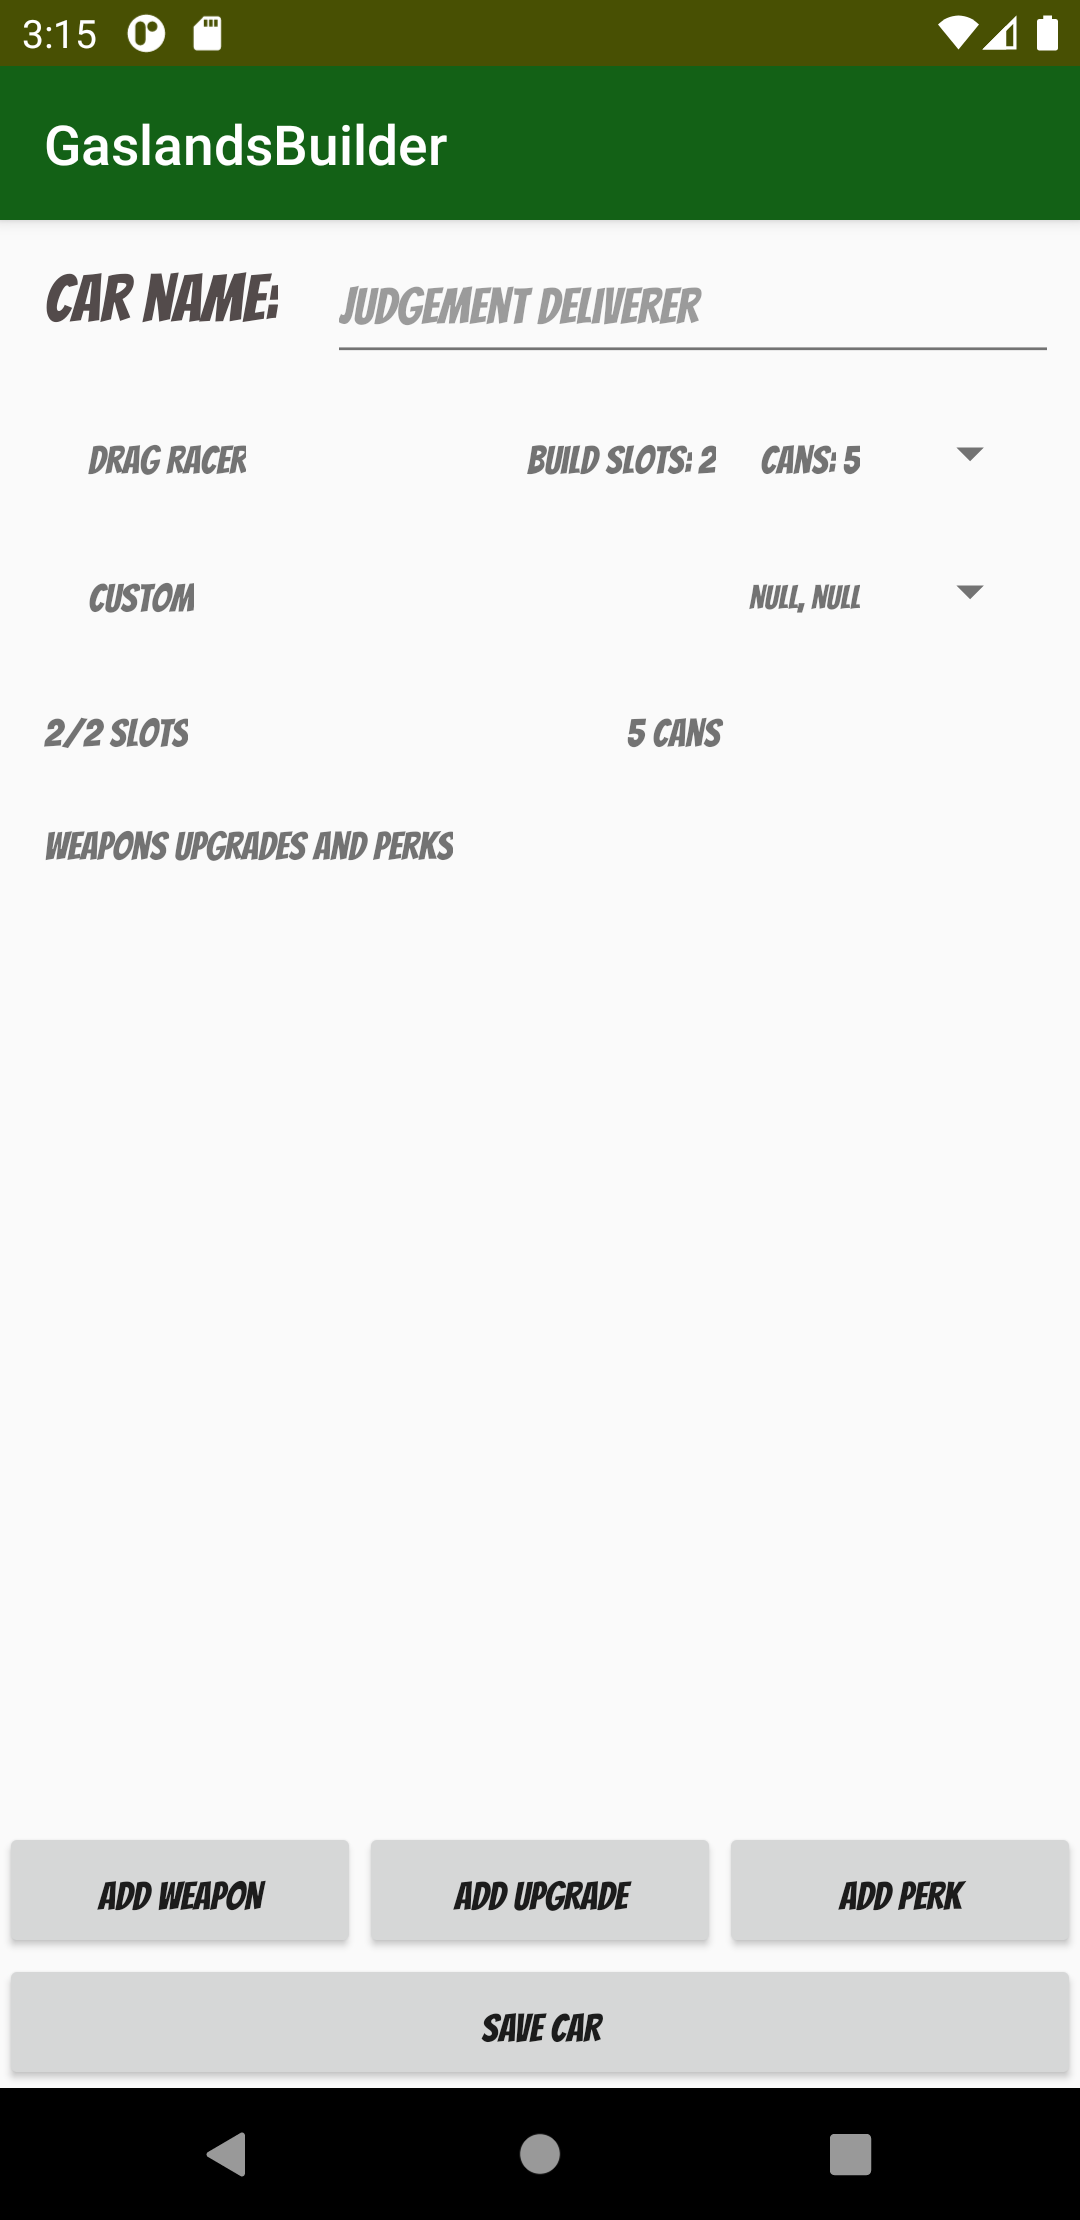 3:15
GaslandsBuilder
CAR NAME: JUDGEMENT DELIVERER
DRAG RACER BUILD SLOTS: 2 CANS: 5
CUSTOM NULL, NULL
2/2 SLOTS 5 CANS
WEAPONS UPGRADES AND PERKS
ADD WEAPON ADD UPGRADE ADD PERK
SAVE CAR